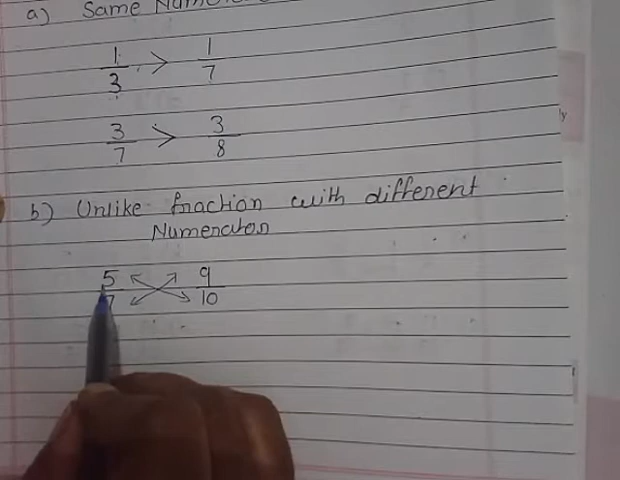 a) Same
1/3 > 1/7
3/7 > 3/8
b) Unlike fraction with different
Numerator
5/7 9/10